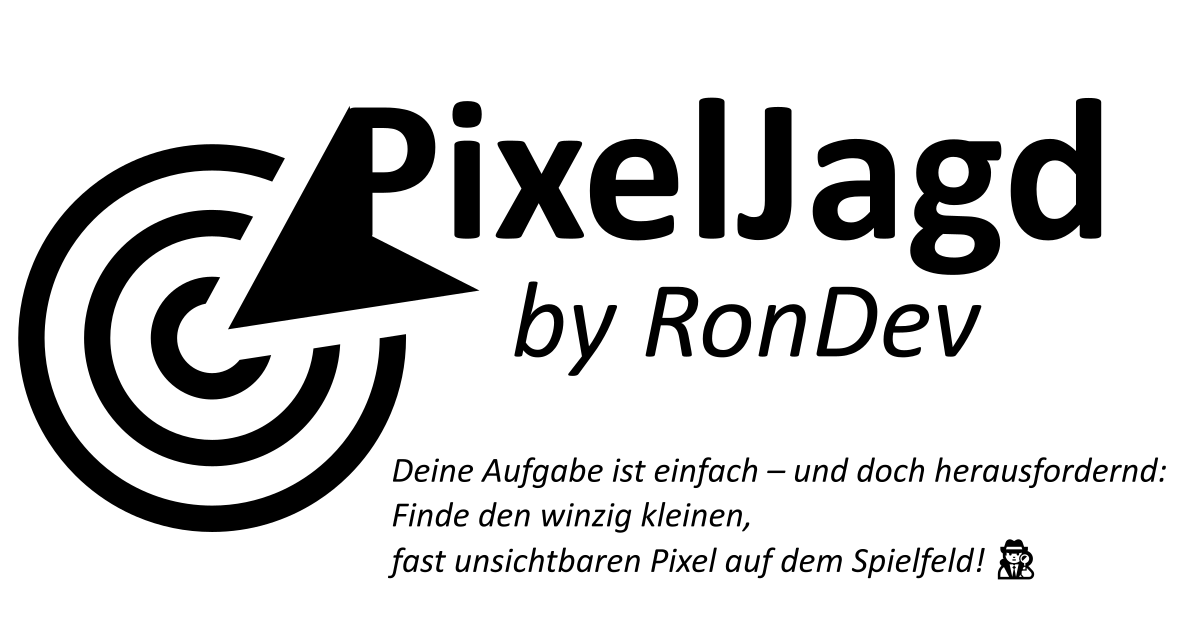 PixelJagd
by RonDev
Deine Aufgabe ist einfach – und doch herausfordernd:
Finde den winzig kleinen,
fast unsichtbaren Pixel auf dem Spielfeld!